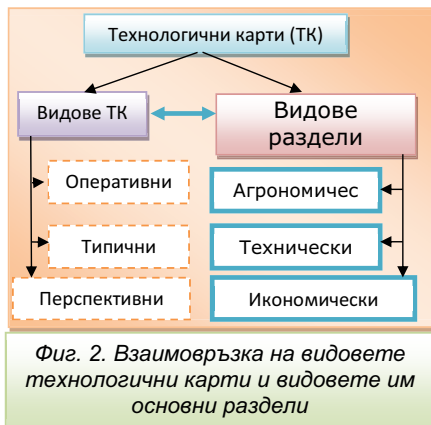 Технологични карти (ТК)
Видове ТК
Видове
раздели
Оперативни
Агрономичес
Типични
Технически
Перспективни
Икономически
Фиг. 2. Взаимовръзка на видовете
технологични карти и видовете им
основни раздели